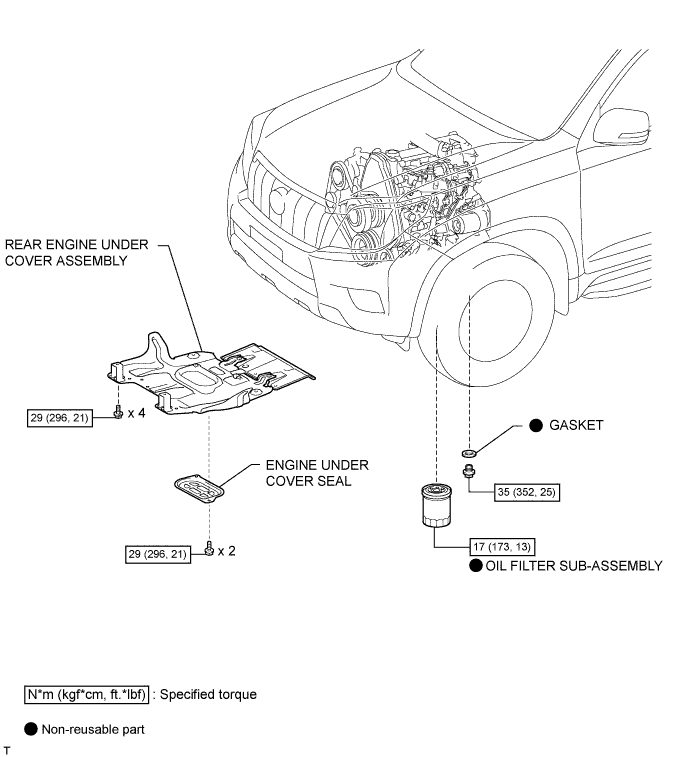 REAR ENGINE UNDER
COVER ASSEMBLY
29 (296, 21)
x 4
GASKET
ENGINE UNDER
COVER SEAL
35 (352, 25)
29 (296, 21)
x 2
17 (173, 13)
OIL FILTER SUB-ASSEMBLY
N*m (kgf*cm, ft.*lbf) : Specified torque
Non-reusable part
T